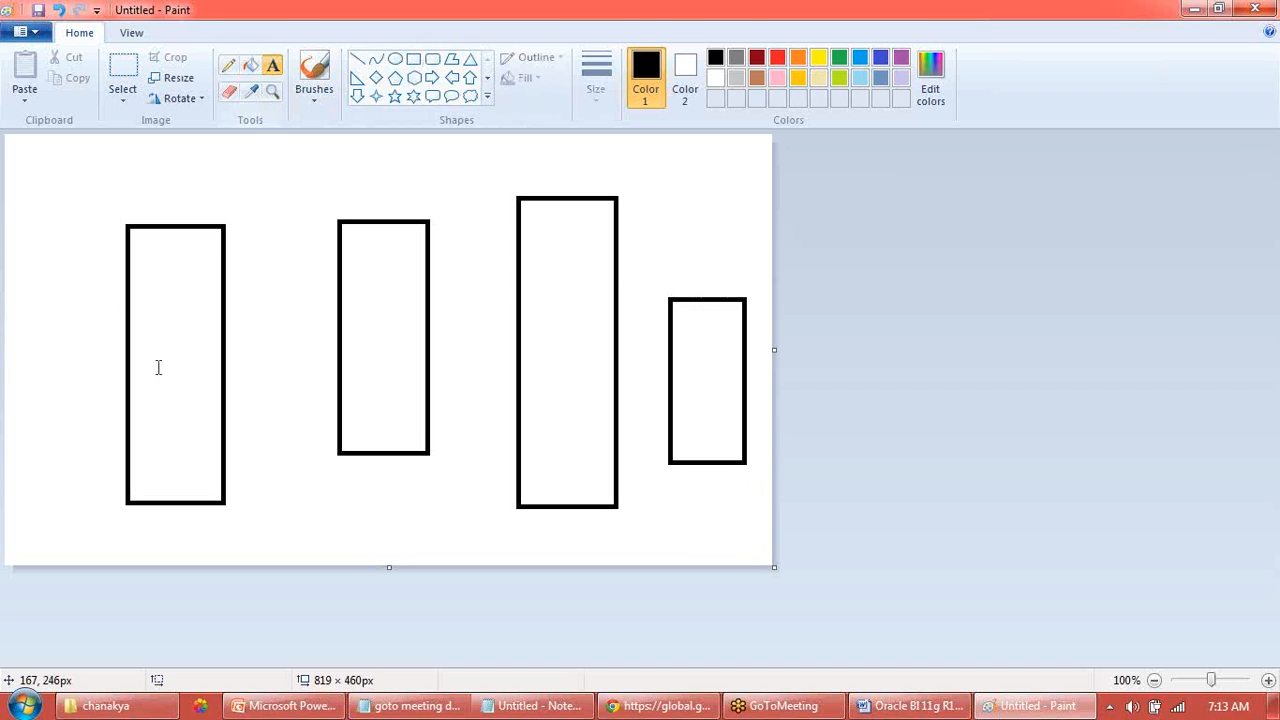 Untitled - Paint
Home
View
Paste
Cut
Copy
Clipboard
Select
Crop
Resize
Rotate
Image
A
Tools
Brushes
Shapes
Outline
Fill
Size
Color 1
Color 2
Edit colors
Colors
167, 246px
819 × 460px
100%
chanakya
Microsoft Powe...
goto meeting d...
Untitled - Note...
https://global.g...
GoToMeeting
Oracle BI 11g R1...
Untitled - Paint
7:13 AM